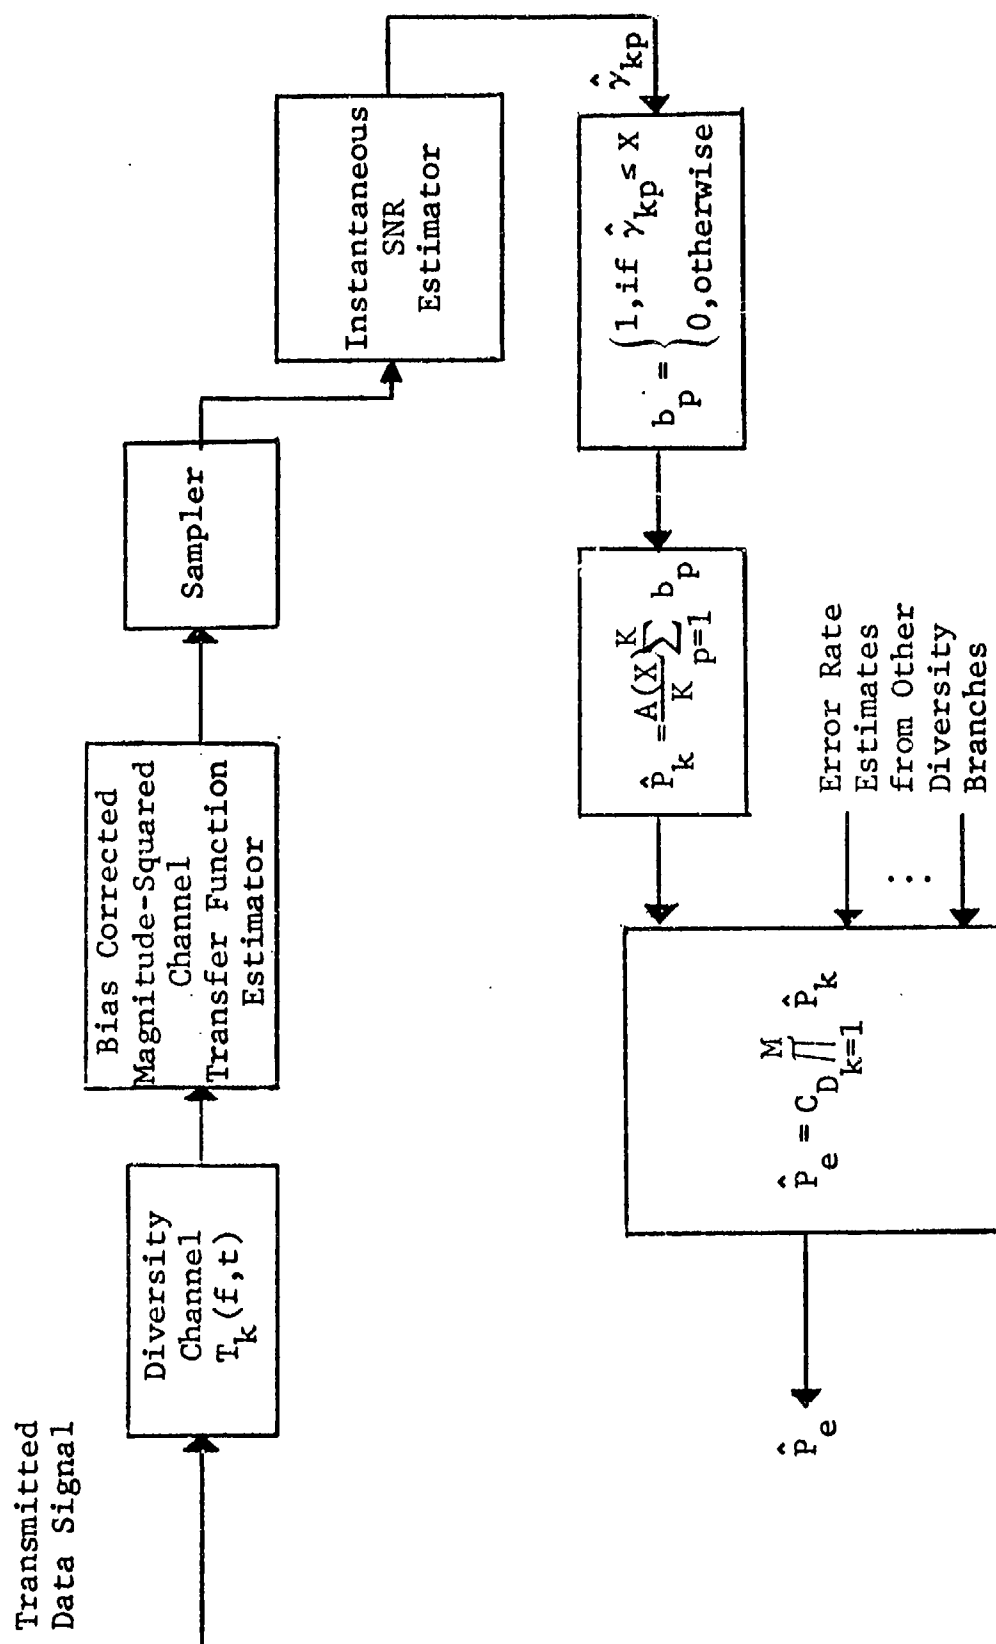 Transmitted
Data Signal
Diversity
Channel
T_k(f,t)
Bias Corrected
Magnitude-Squared
Channel
Transfer Function
Estimator
Sampler
Instantaneous
SNR
Estimator
γ̂_kp
b_p = { 1,if γ̂_kp ≤ X
0,otherwise
P̂_k = A(X)/K ∑_{p=1}^{K} b_p
Error Rate
Estimates
from Other
Diversity
Branches
...
P̂_e = C_D ∏_{k=1}^{M} P̂_k
P̂_e